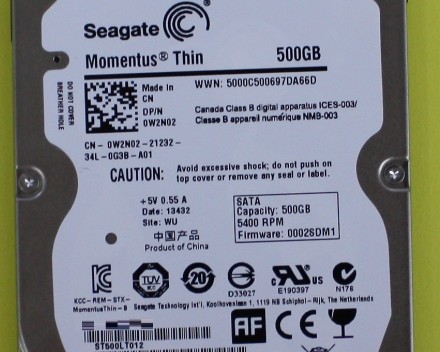 Seagate
Momentus® Thin 500GB
WWN: 5000C500697DA66D
DO NOT COVER
BREATHER HOLE
Made in
CN
DP/N
0W2N02
Canada Class B digital apparatus ICES-003/
Classe B appareil numérique NMB-003
CN - 0W2N02 - 21232 -
34L - 0G3B - A01
CAUTION: Avoid excessive shock; do not push on
top cover or remove any seal or label.
+5V 0.55 A
Date: 13432
Site: WU
中国产品
Product of China
SATA
Capacity: 500GB
5400 RPM
Firmware: 0002SDM1
TUV
20
D33027
c RU US
E190397
N176
KCC - REM - STX -
MomentusThin - B
Seagate Technology Int'l, Koolhovenlaan 1, 1119 NB Schiphol - Rijk, The Netherlands
AF
CE
ST500LT012